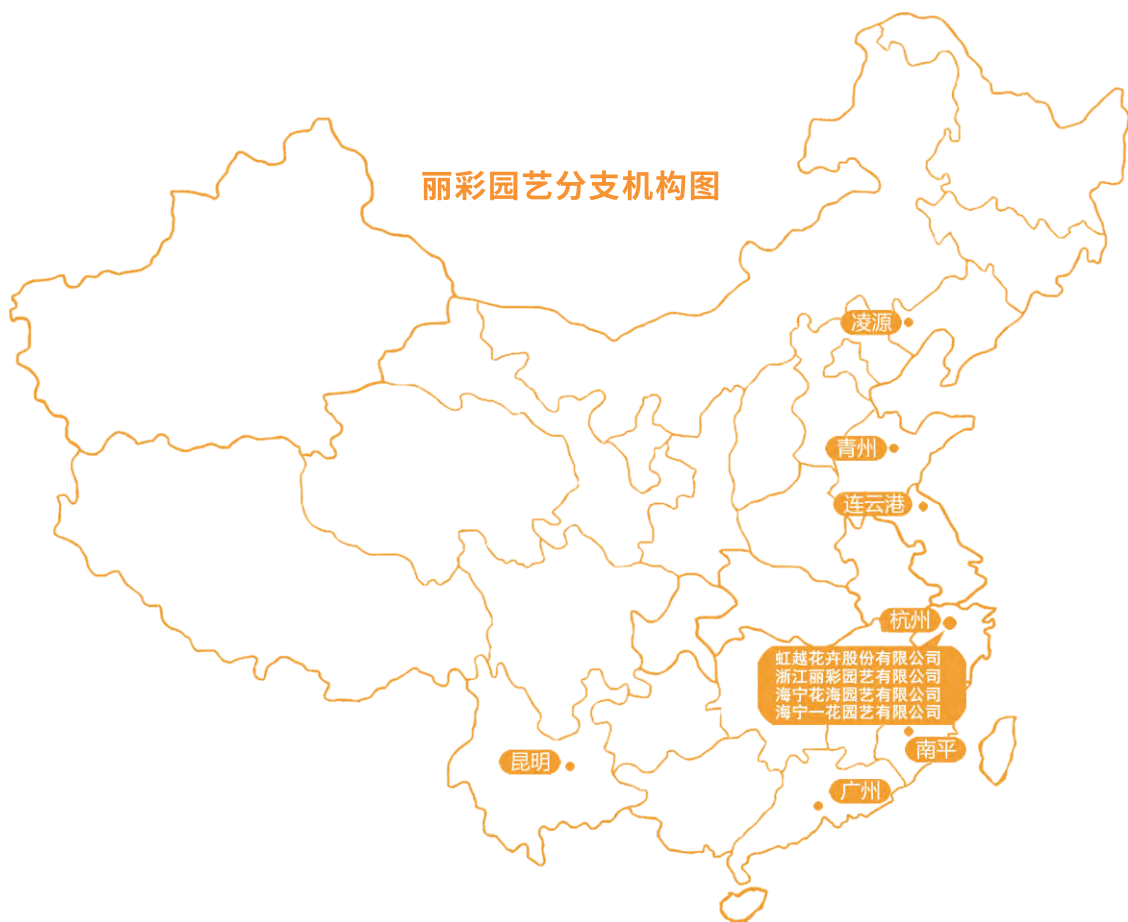 丽彩园艺分支机构图
凌源
青州
连云港
杭州
虹越花卉股份有限公司
浙江丽彩园艺有限公司
海宁花海园艺有限公司
海宁一花园艺有限公司
南平
昆明
广州